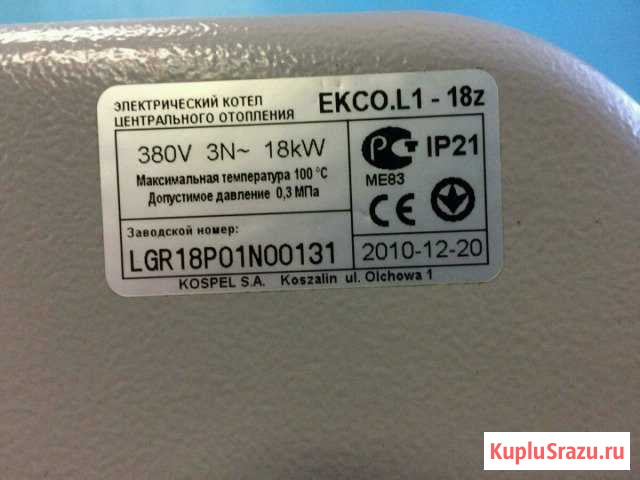 ЭЛЕКТРИЧЕСКИЙ КОТЕЛ
ЦЕНТРАЛЬНОГО ОТОПЛЕНИЯ
EKCO.L1 - 18z
380V 3N~ 18kW
Максимальная температура 100 °C
Допустимое давление 0,3 МПа
РСТ IP21
ME83
CE
Заводской номер:
LGR18P01N00131
2010-12-20
KOSPEL S.A. Koszalin ul. Olchowa 1
KupluSrazu.ru